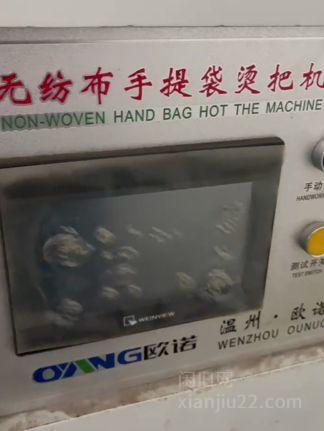 无纺布手提袋烫把机
NON-WOVEN HAND BAG HOT THE MACHINE
手动
HANDWORK
测试开
TEST SWITCH
WEINVIEW
OYANG欧诺
温州·欧诺
WENZHOU OUNUO
闲旧网
xianjiu22.com